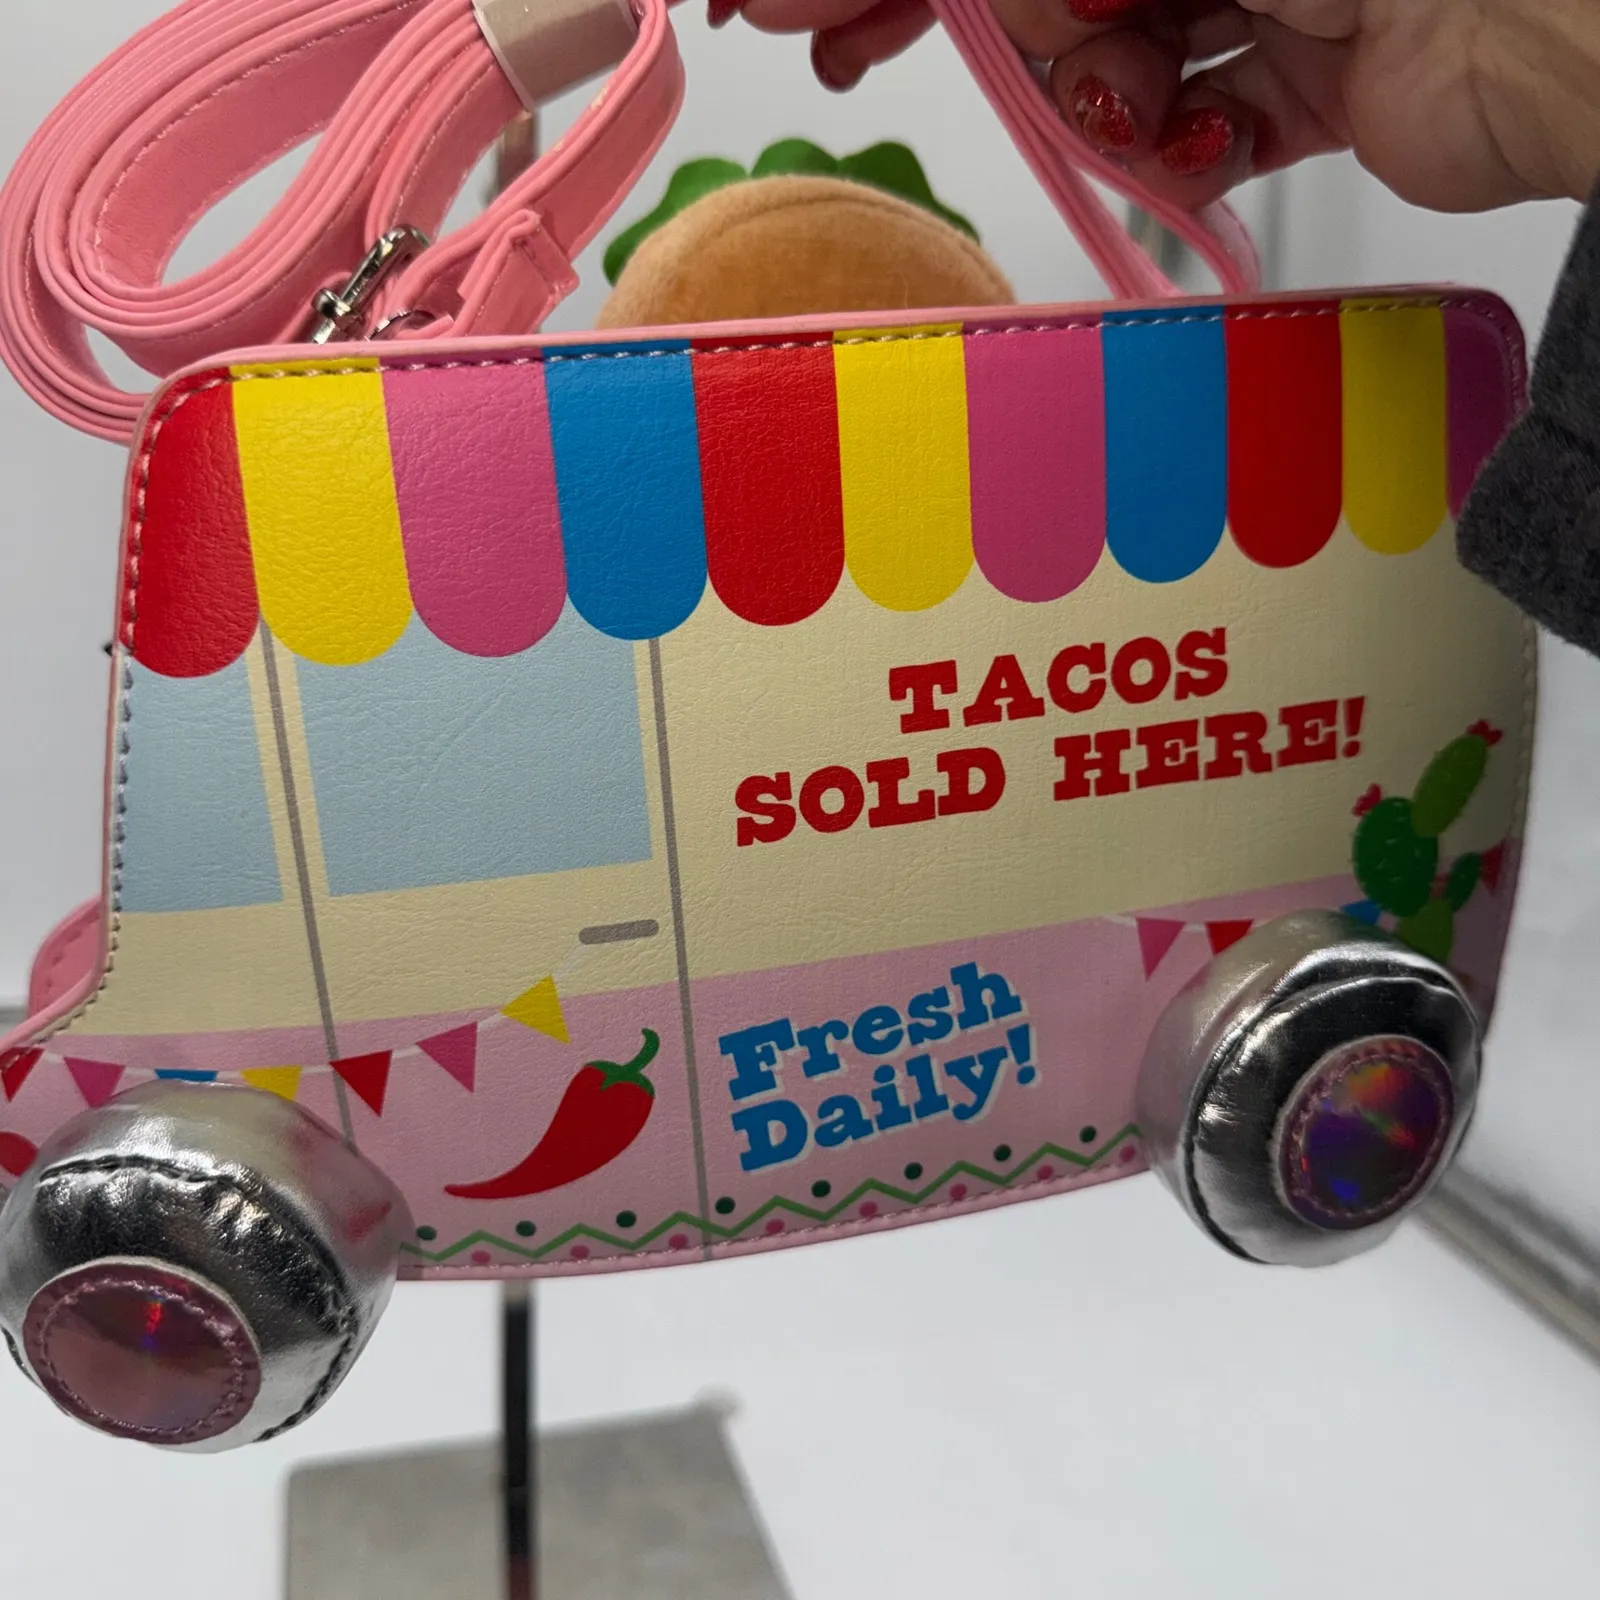 TACOS
SOLD HERE!
Fresh
Daily!